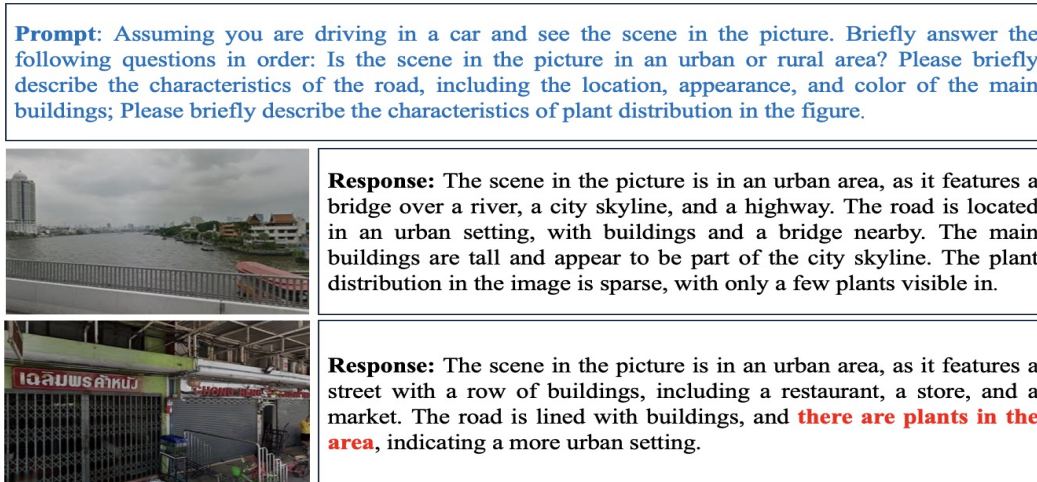 Prompt: Assuming you are driving in a car and see the scene in the picture. Briefly answer the
following questions in order: Is the scene in the picture in an urban or rural area? Please briefly
describe the characteristics of the road, including the location, appearance, and color of the main
buildings; Please briefly describe the characteristics of plant distribution in the figure.
Response: The scene in the picture is in an urban area, as it features a
bridge over a river, a city skyline, and a highway. The road is located
in an urban setting, with buildings and a bridge nearby. The main
buildings are tall and appear to be part of the city skyline. The plant
distribution in the image is sparse, with only a few plants visible in.
เฉลิมพรค้าหนัง
Response: The scene in the picture is in an urban area, as it features a
street with a row of buildings, including a restaurant, a store, and a
market. The road is lined with buildings, and there are plants in the
area, indicating a more urban setting.